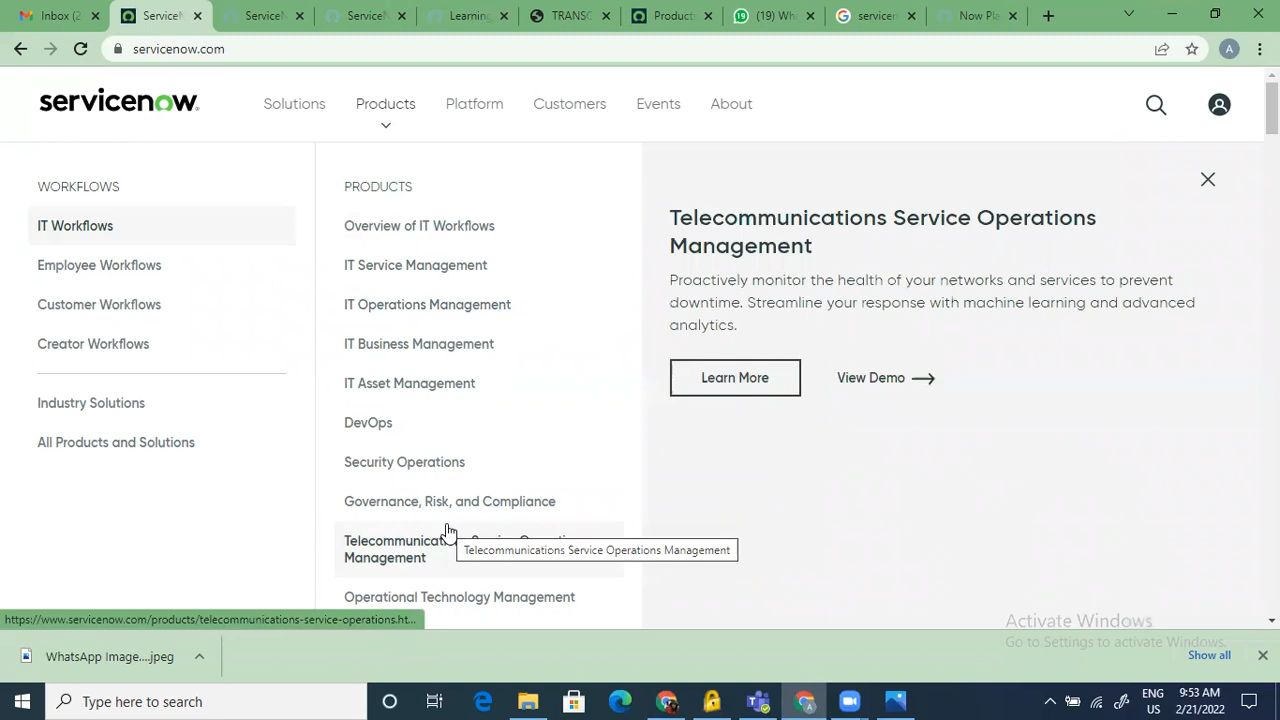 Inbox (2
ServiceN
ServiceN
ServiceN
Learning
TRANSC
Products
(19) Wh
servicen
Now Pla
servicenow.com
A
servicenow
Solutions
Products
Platform
Customers
Events
About
WORKFLOWS
IT Workflows
Employee Workflows
Customer Workflows
Creator Workflows
Industry Solutions
All Products and Solutions
PRODUCTS
Overview of IT Workflows
IT Service Management
IT Operations Management
IT Business Management
IT Asset Management
DevOps
Security Operations
Governance, Risk, and Compliance
Management
Telecommunications Service Operations Management
Operational Technology Management
Telecommunications Service Operations
Management
Proactively monitor the health of your networks and services to prevent
downtime. Streamline your response with machine learning and advanced
analytics.
Learn More
View Demo
Activate Windows
Go to Settings to activate Windows.
https://www.servicenow.com/products/telecommunications-service-operations.ht...
WhatsApp Image....jpeg
Show all
Type here to search
ENG
US
9:53 AM
2/21/2022